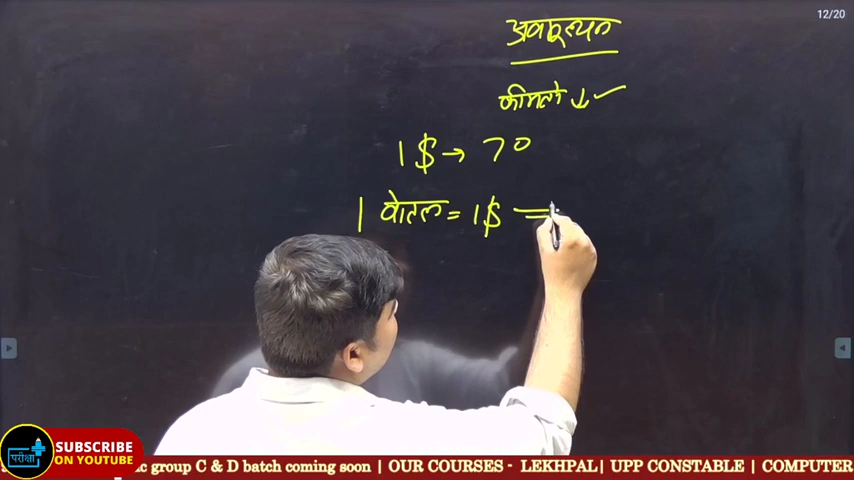 12/20
अवमूल्यन
कीमतो ↓ ✓
1$ → 70
1 बोतल = 1$ =
परीक्षा
SUBSCRIBE
ON YOUTUBE
group C & D batch coming soon | OUR COURSES - LEKHPAL| UPP CONSTABLE | COMPUTER